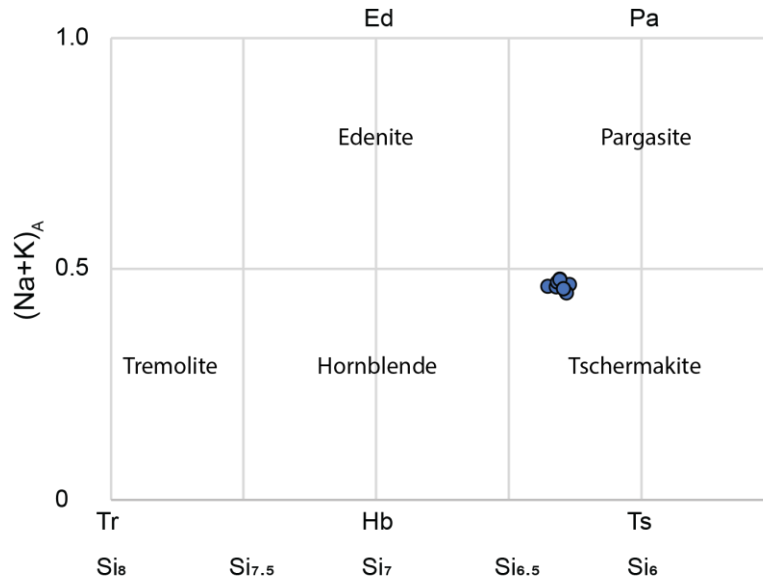 Ed Pa
1.0
Edenite Pargasite
(Na+K)A
0.5
Tremolite Hornblende Tschermakite
0
Tr Hb Ts
Si8 Si7.5 Si7 Si6.5 Si6